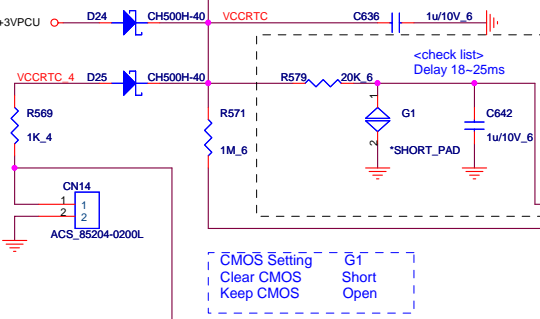 +3VPCU D24 CH500H-40 VCCRTC C636 1u/10V_6
<check list>
Delay 18~25ms
VCCRTC_4 D25 CH500H-40 R579 20K_6
R569 R571 1 G1 C642
1K_4 1M_6 2 1u/10V_6
*SHORT_PAD
CN14
1 1
2 2
ACS_85204-0200L
CMOS Setting G1
Clear CMOS Short
Keep CMOS Open